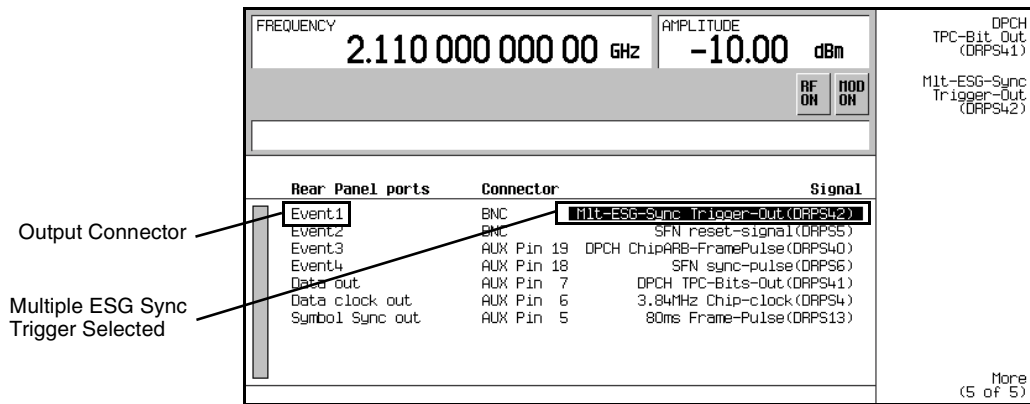 FREQUENCY
2.110 000 000 00 GHz
AMPLITUDE
-10.00 dBm
RF ON
MOD ON
DPCH
TPC-Bit Out
(DRPS41)
Mlt-ESG-Sync
Trigger-Out
(DRPS42)
Rear Panel ports Connector Signal
Event1 BNC Mlt-ESG-Sync Trigger-Out(DRPS42)
Event2 BNC SFN reset-signal(DRPS5)
Event3 AUX Pin 19 DPCH ChipARB-FramePulse(DRPS40)
Event4 AUX Pin 18 SFN sync-pulse(DRPS6)
Data out AUX Pin 7 DPCH TPC-Bits-Out(DRPS41)
Data clock out AUX Pin 6 3.84MHz Chip-clock(DRPS4)
Symbol Sync out AUX Pin 5 80ms Frame-Pulse(DRPS13)
Output Connector
Multiple ESG Sync
Trigger Selected
More
(5 of 5)